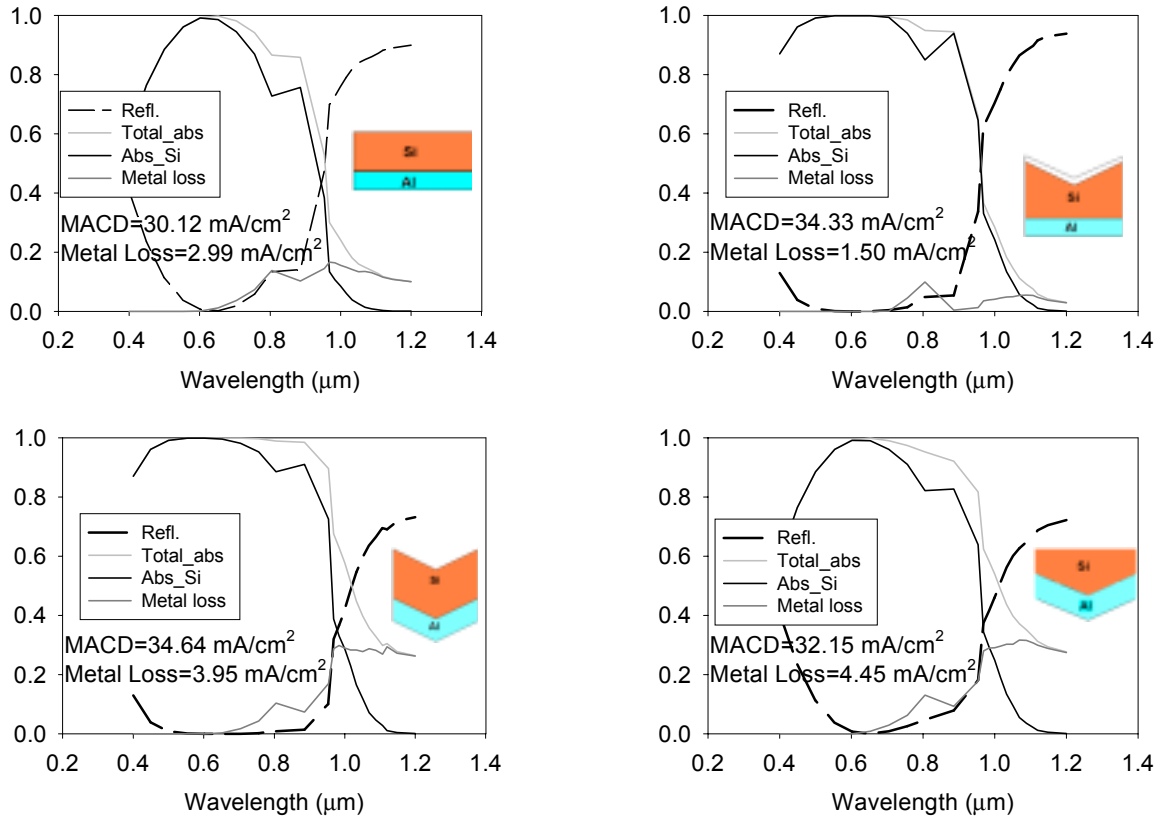 1.0
0.8
0.6
0.4
0.2
0.0
Refl.
Total_abs
Abs_Si
Metal loss
MACD=30.12 mA/cm²
Metal Loss=2.99 mA/cm²
Si
Al
0.2 0.4 0.6 0.8 1.0 1.2 1.4
Wavelength (μm)
1.0
0.8
0.6
0.4
0.2
0.0
Refl.
Total_abs
Abs_Si
Metal loss
MACD=34.33 mA/cm²
Metal Loss=1.50 mA/cm²
Si
Al
0.2 0.4 0.6 0.8 1.0 1.2 1.4
Wavelength (μm)
1.0
0.8
0.6
0.4
0.2
0.0
Refl.
Total_abs
Abs_Si
Metal loss
MACD=34.64 mA/cm²
Metal Loss=3.95 mA/cm²
Si
Al
0.2 0.4 0.6 0.8 1.0 1.2 1.4
Wavelength (μm)
1.0
0.8
0.6
0.4
0.2
0.0
Refl.
Total_abs
Abs_Si
Metal loss
MACD=32.15 mA/cm²
Metal Loss=4.45 mA/cm²
Si
Al
0.2 0.4 0.6 0.8 1.0 1.2 1.4
Wavelength (μm)